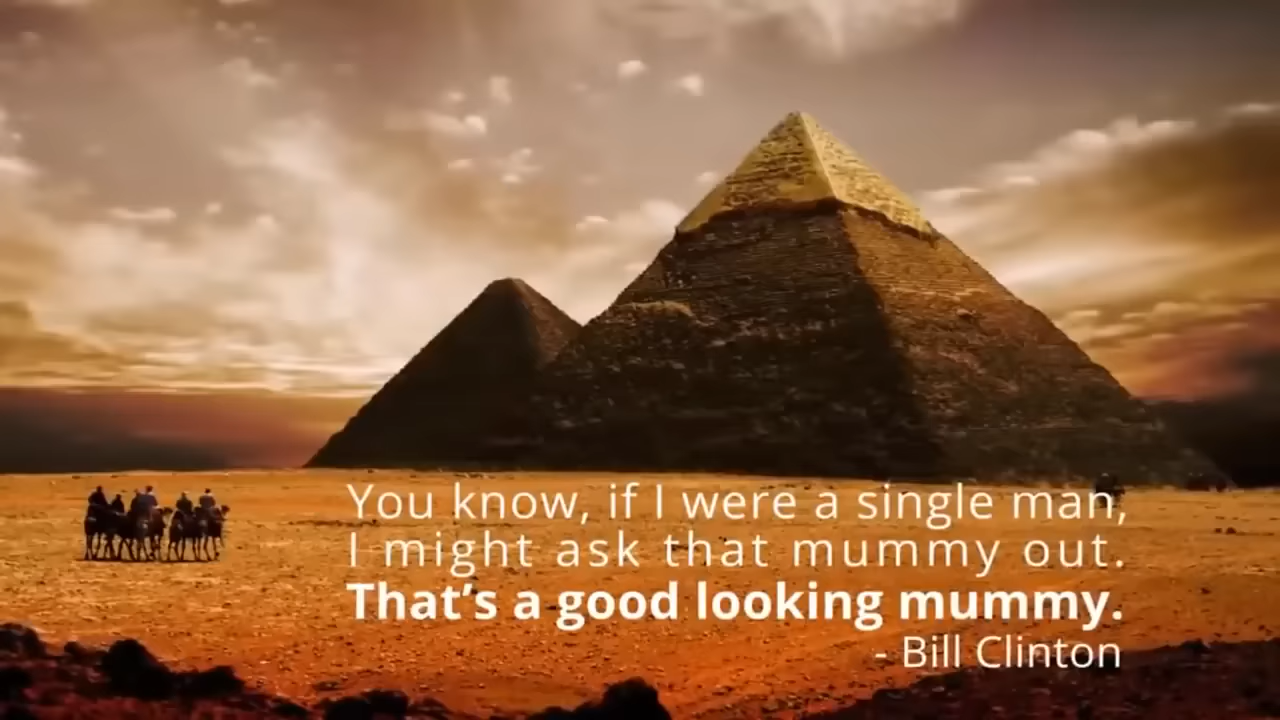 You know, if I were a single man,
I might ask that mummy out.
That's a good looking mummy.
- Bill Clinton